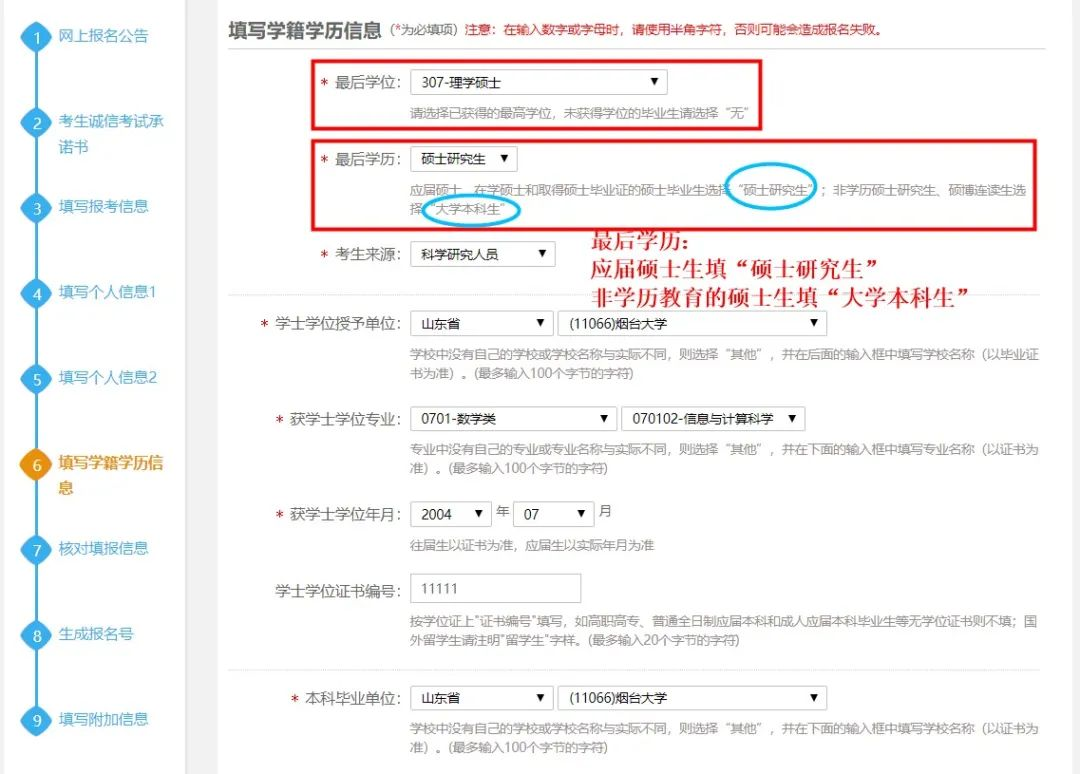 1 网上报名公告
2 考生诚信考试承
诺书
3 填写报考信息
4 填写个人信息1
5 填写个人信息2
6 填写学籍学历信
息
7 核对填报信息
8 生成报名号
9 填写附加信息
填写学籍学历信息 (*为必填项) 注意：在输入数字或字母时，请使用半角字符，否则可能会造成报名失败。
* 最后学位： 307-理学硕士
请选择已获得的最高学位，未获得学位的毕业生请选择“无”
* 最后学历： 硕士研究生
应届硕士、在学硕士和取得硕士毕业证的硕士毕业生选择“硕士研究生”；非学历硕士研究生、硕博连读生选
择“大学本科生”
* 考生来源： 科学研究人员
最后学历：
应届硕士生填“硕士研究生”
非学历教育的硕士生填“大学本科生”
* 学士学位授予单位： 山东省 (11066)烟台大学
学校中没有自己的学校或学校名称与实际不同，则选择“其他”，并在后面的输入框中填写学校名称（以毕业证
书为准）。(最多输入100个字节的字符)
* 获学士学位专业： 0701-数学类 070102-信息与计算科学
专业中没有自己的专业或专业名称与实际不同，则选择“其他”，并在下面的输入框中填写专业名称（以证书为
准）。(最多输入100个字节的字符)
* 获学士学位年月： 2004 年 07 月
往届生以证书为准，应届生以实际年月为准
学士学位证书编号： 11111
按学位证上"证书编号"填写，如高职高专、普通全日制应届本科和成人应届本科毕业生等无学位证书则不填；国
外留学生请注明"留学生"字样。(最多输入20个字节的字符)
* 本科毕业单位： 山东省 (11066)烟台大学
学校中没有自己的学校或学校名称与实际不同，则选择“其他”，并在下面的输入框中填写学校名称（以证书为
准）。(最多输入100个字节的字符)